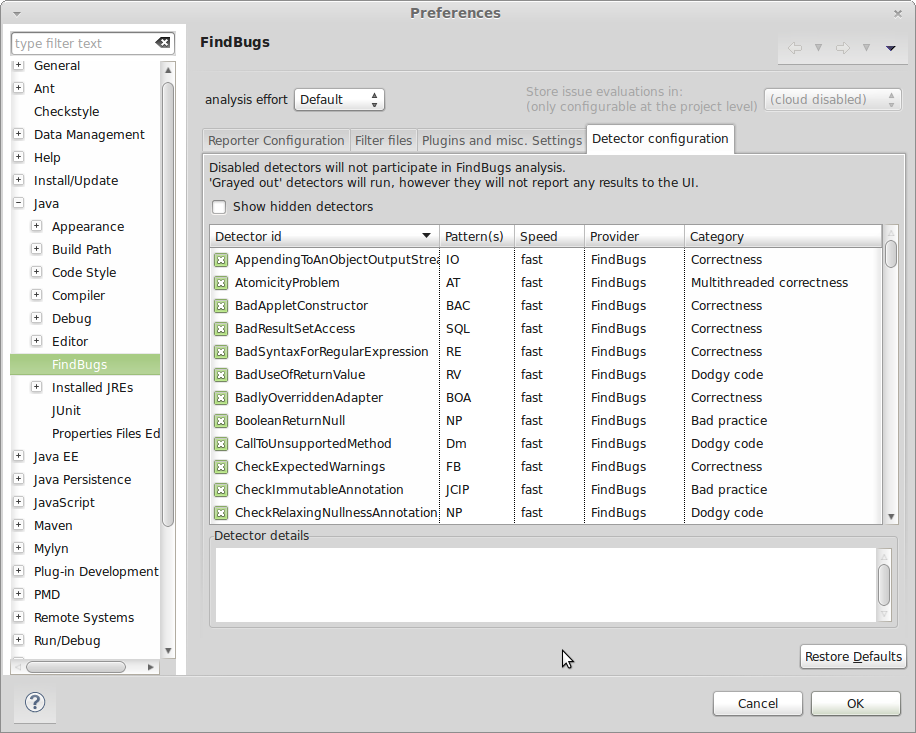 Preferences
type filter text
General
Ant
Checkstyle
Data Management
Help
Install/Update
Java
Appearance
Build Path
Code Style
Compiler
Debug
Editor
FindBugs
Installed JREs
JUnit
Properties Files Ed
Java EE
Java Persistence
JavaScript
Maven
Mylyn
Plug-in Development
PMD
Remote Systems
Run/Debug
FindBugs
analysis effort Default
Store issue evaluations in:
(only configurable at the project level) (cloud disabled)
Reporter Configuration Filter files Plugins and misc. Settings Detector configuration
Disabled detectors will not participate in FindBugs analysis.
'Grayed out' detectors will run, however they will not report any results to the UI.
Show hidden detectors
Detector id Pattern(s) Speed Provider Category
AppendingToAnObjectOutputStrea IO fast FindBugs Correctness
AtomicityProblem AT fast FindBugs Multithreaded correctness
BadAppletConstructor BAC fast FindBugs Correctness
BadResultSetAccess SQL fast FindBugs Correctness
BadSyntaxForRegularExpression RE fast FindBugs Correctness
BadUseOfReturnValue RV fast FindBugs Dodgy code
BadlyOverriddenAdapter BOA fast FindBugs Correctness
BooleanReturnNull NP fast FindBugs Bad practice
CallToUnsupportedMethod Dm fast FindBugs Dodgy code
CheckExpectedWarnings FB fast FindBugs Correctness
CheckImmutableAnnotation JCIP fast FindBugs Bad practice
CheckRelaxingNullnessAnnotation NP fast FindBugs Dodgy code
Detector details
Restore Defaults
?
Cancel OK